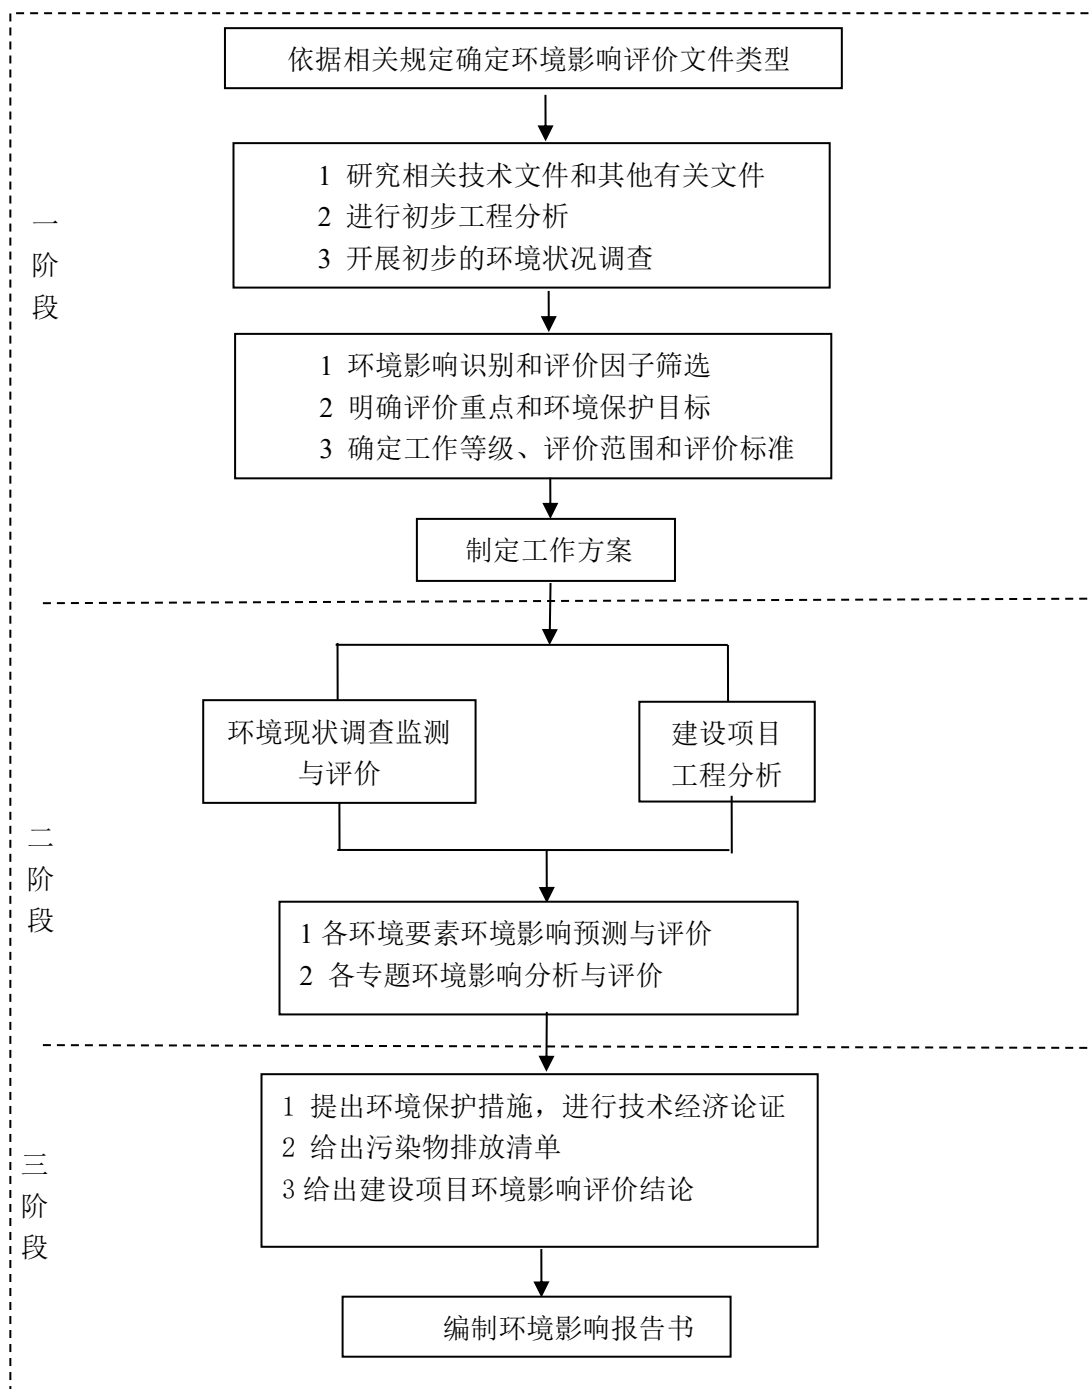 依据相关规定确定环境影响评价文件类型
1 研究相关技术文件和其他有关文件
2 进行初步工程分析
3 开展初步的环境状况调查
一
阶
段
1 环境影响识别和评价因子筛选
2 明确评价重点和环境保护目标
3 确定工作等级、评价范围和评价标准
制定工作方案
环境现状调查监测
与评价
建设项目
工程分析
二
阶
段
1各环境要素环境影响预测与评价
2 各专题环境影响分析与评价
1 提出环境保护措施，进行技术经济论证
2 给出污染物排放清单
3给出建设项目环境影响评价结论
三
阶
段
编制环境影响报告书